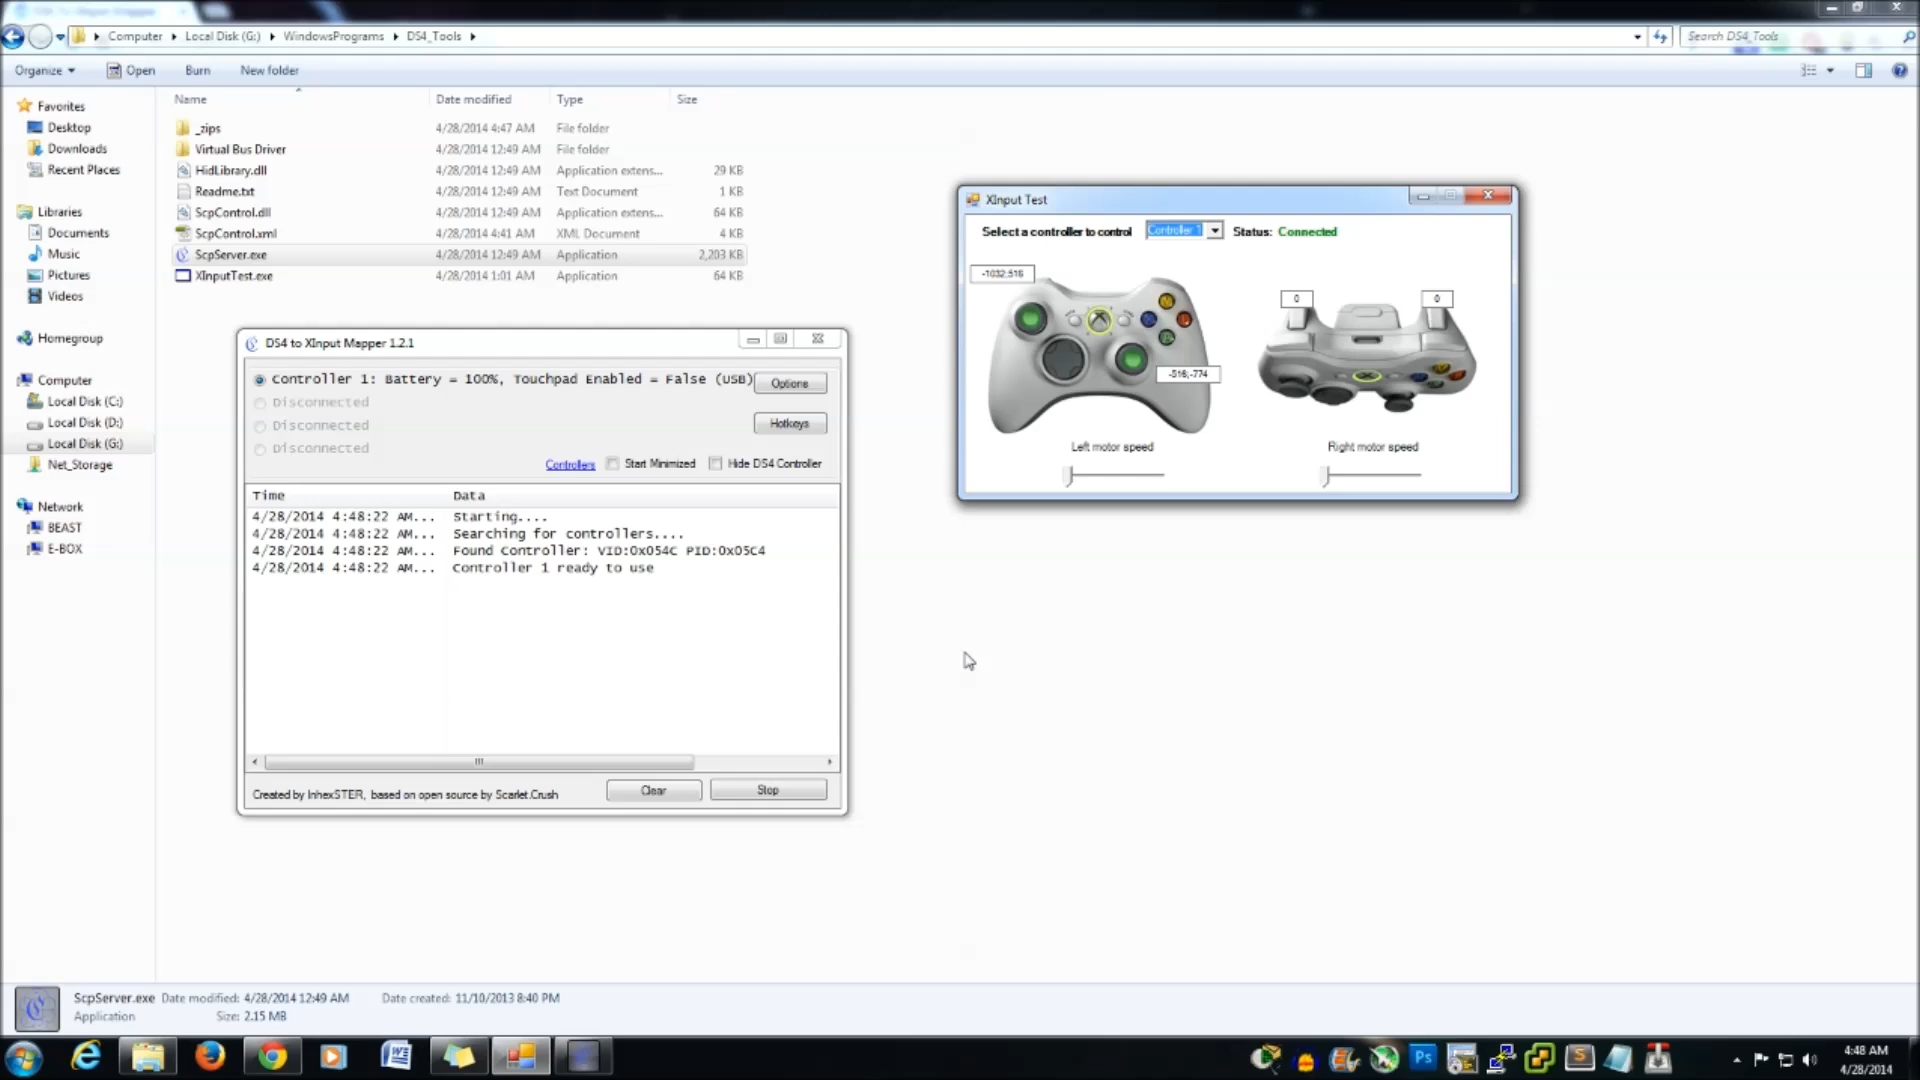 Computer ▸ Local Disk (G:) ▸ WindowsPrograms ▸ DS4_Tools ▸
Search DS4_Tools
Organize
Open
Burn
New folder
Name
Date modified
Type
Size
Favorites
Desktop
Downloads
Recent Places
Libraries
Documents
Music
Pictures
Videos
Homegroup
Computer
Local Disk (C:)
Local Disk (D:)
Local Disk (G:)
Net_Storage
Network
BEAST
E-BOX
_zips 4/28/2014 4:47 AM File folder
Virtual Bus Driver 4/28/2014 12:49 AM File folder
HidLibrary.dll 4/28/2014 12:49 AM Application extens... 29 KB
Readme.txt 4/28/2014 12:49 AM Text Document 1 KB
ScpControl.dll 4/28/2014 12:49 AM Application extens... 64 KB
ScpControl.xml 4/28/2014 4:41 AM XML Document 4 KB
ScpServer.exe 4/28/2014 12:49 AM Application 2,203 KB
XInputTest.exe 4/28/2014 1:01 AM Application 64 KB
DS4 to XInput Mapper 1.2.1
Controller 1: Battery = 100%, Touchpad Enabled = False (USB)
Options
Disconnected
Disconnected
Hotkeys
Disconnected
Controllers
Start Minimized
Hide DS4 Controller
Time Data
4/28/2014 4:48:22 AM... Starting....
4/28/2014 4:48:22 AM... Searching for controllers....
4/28/2014 4:48:22 AM... Found Controller: VID:0x054C PID:0x05C4
4/28/2014 4:48:22 AM... Controller 1 ready to use
Created by InhexSTER, based on open source by Scarlet.Crush
Clear
Stop
XInput Test
Select a controller to control
Controller 1
Status: Connected
-1032;516
0
0
-516;-774
Left motor speed
Right motor speed
ScpServer.exe Date modified: 4/28/2014 12:49 AM Date created: 11/10/2013 8:40 PM
Application Size: 2.15 MB
Ps
S
4:48 AM
4/28/2014